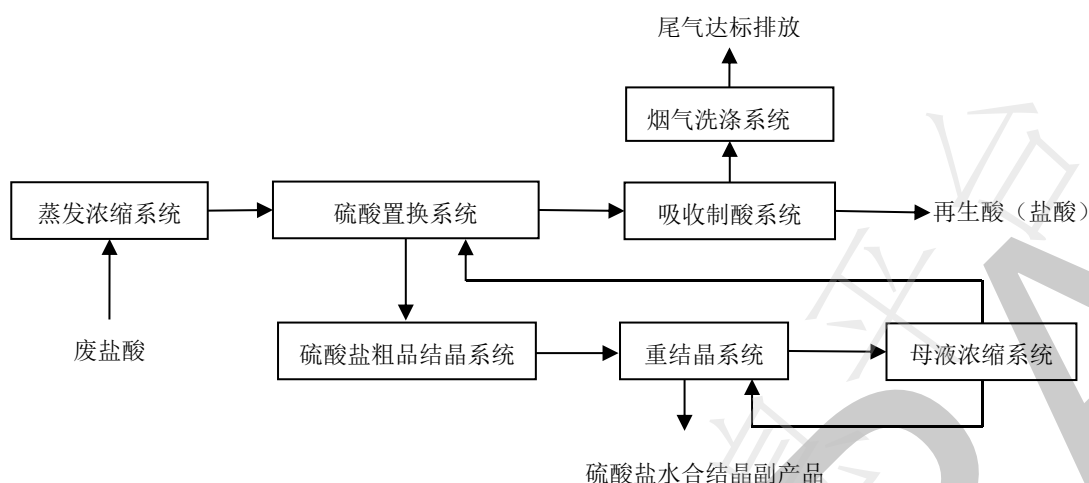 尾气达标排放
烟气洗涤系统
蒸发浓缩系统
硫酸置换系统
吸收制酸系统
再生酸（盐酸）
废盐酸
硫酸盐粗品结晶系统
重结晶系统
母液浓缩系统
硫酸盐水合结晶副产品